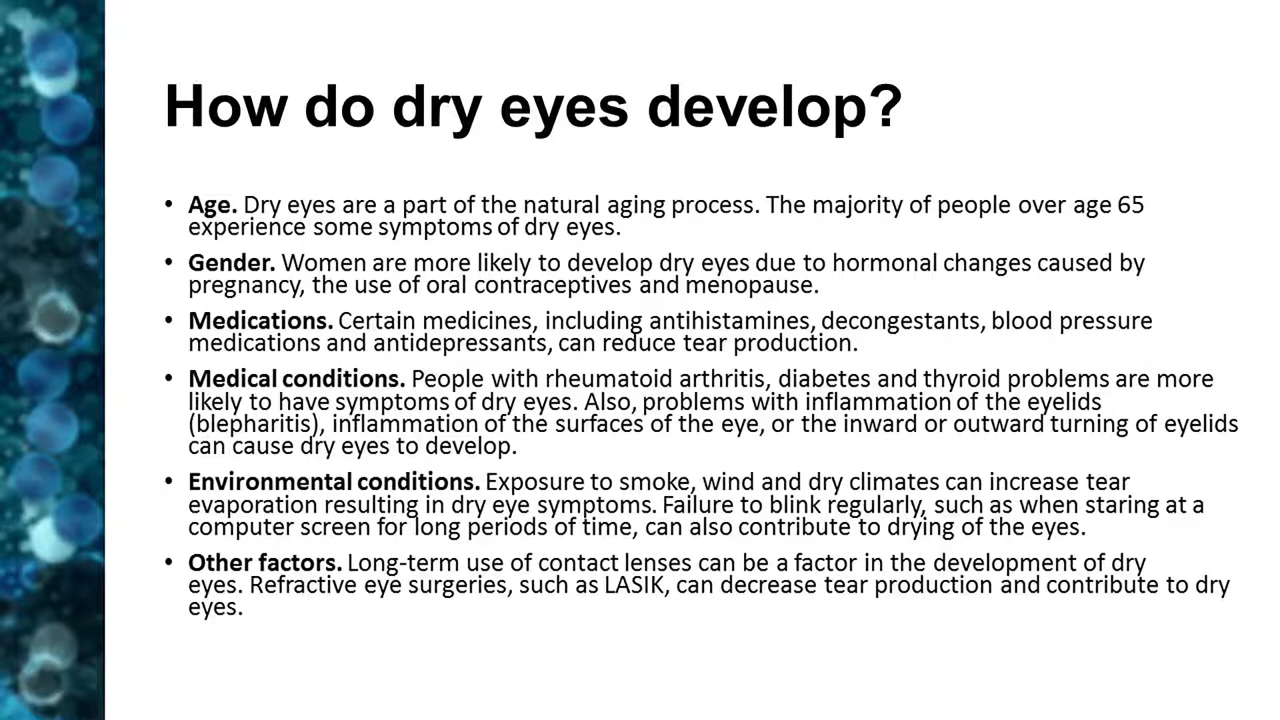 How do dry eyes develop?
• Age. Dry eyes are a part of the natural aging process. The majority of people over age 65
experience some symptoms of dry eyes.
• Gender. Women are more likely to develop dry eyes due to hormonal changes caused by
pregnancy, the use of oral contraceptives and menopause.
• Medications. Certain medicines, including antihistamines, decongestants, blood pressure
medications and antidepressants, can reduce tear production.
• Medical conditions. People with rheumatoid arthritis, diabetes and thyroid problems are more
likely to have symptoms of dry eyes. Also, problems with inflammation of the eyelids
(blepharitis), inflammation of the surfaces of the eye, or the inward or outward turning of eyelids
can cause dry eyes to develop.
• Environmental conditions. Exposure to smoke, wind and dry climates can increase tear
evaporation resulting in dry eye symptoms. Failure to blink regularly, such as when staring at a
computer screen for long periods of time, can also contribute to drying of the eyes.
• Other factors. Long-term use of contact lenses can be a factor in the development of dry
eyes. Refractive eye surgeries, such as LASIK, can decrease tear production and contribute to dry
eyes.